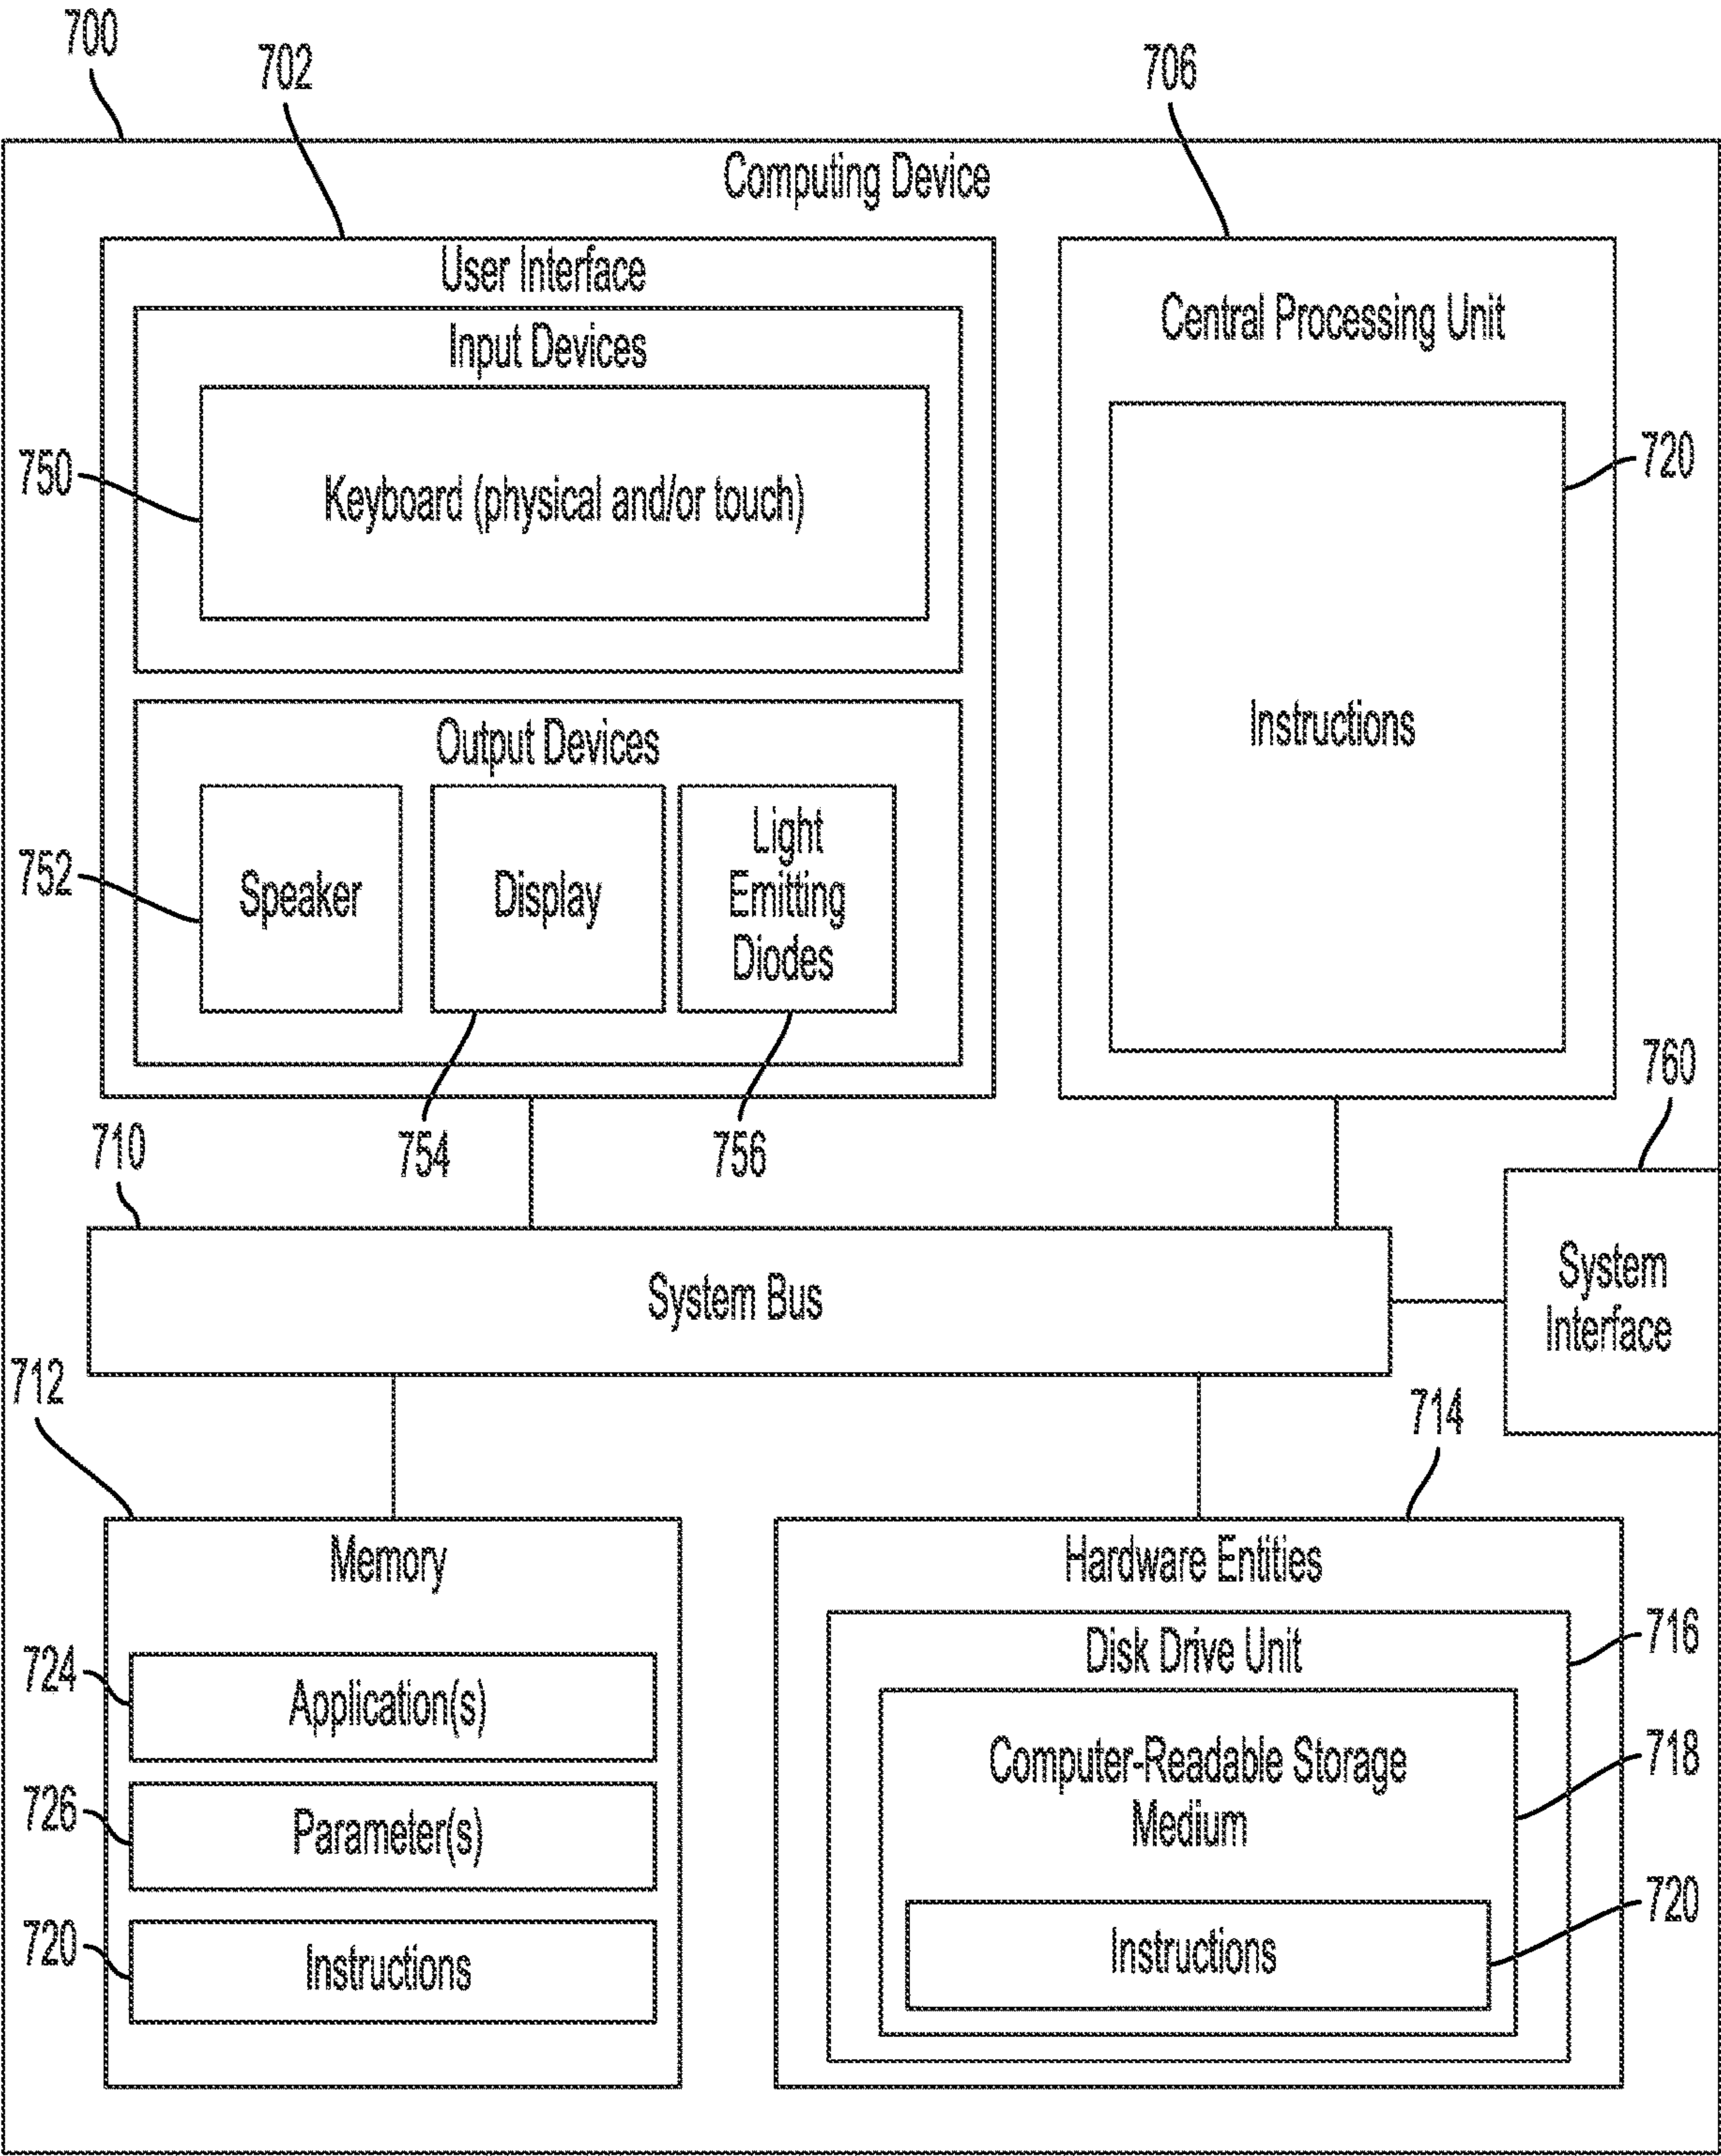 700
702
706
Computing Device
User Interface
Input Devices
750
Keyboard (physical and/or touch)
Output Devices
752
Speaker
Display
Light
Emitting
Diodes
754
756
Central Processing Unit
720
Instructions
760
710
System Bus
System
Interface
712
714
Memory
724
Application(s)
726
Parameter(s)
720
Instructions
Hardware Entities
716
Disk Drive Unit
718
Computer-Readable Storage
Medium
720
Instructions